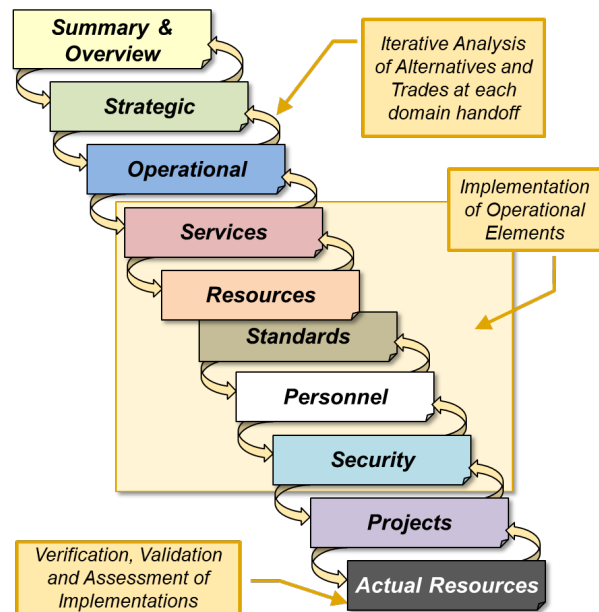 Summary &
Overview
Iterative Analysis
of Alternatives and
Trades at each
domain handoff
Strategic
Operational
Implementation
of Operational
Elements
Services
Resources
Standards
Personnel
Security
Projects
Verification, Validation
and Assessment of
Implementations
Actual Resources